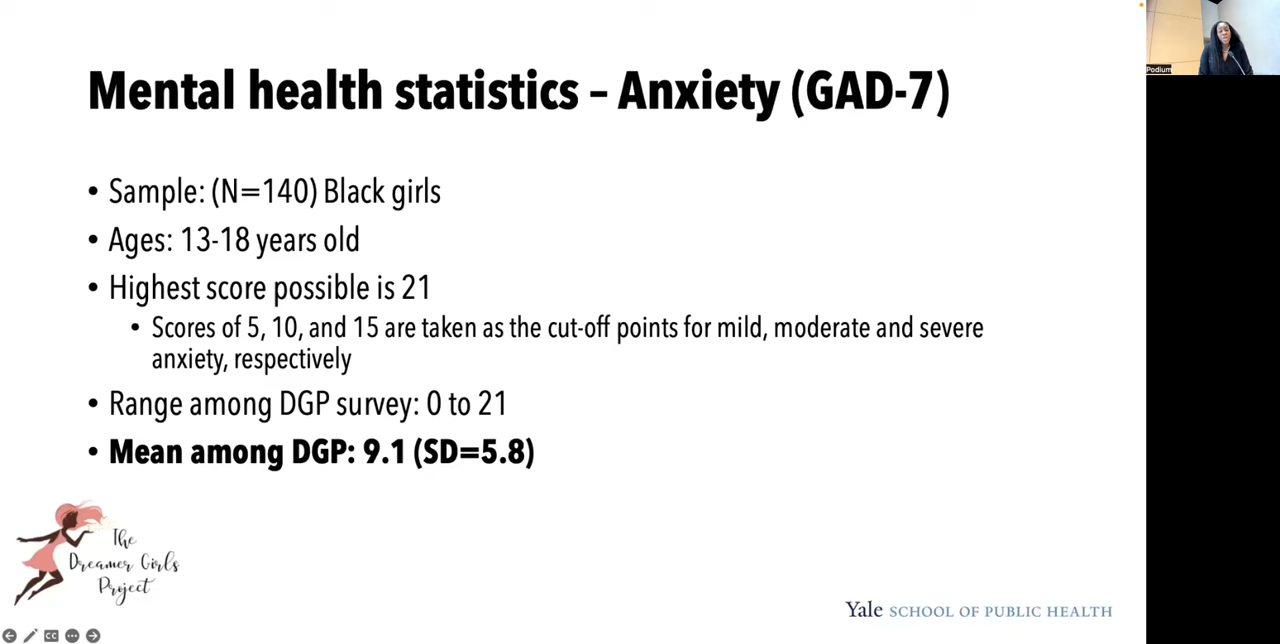 Podium
Mental health statistics – Anxiety (GAD-7)
• Sample: (N=140) Black girls
• Ages: 13-18 years old
• Highest score possible is 21
• Scores of 5, 10, and 15 are taken as the cut-off points for mild, moderate and severe
anxiety, respectively
• Range among DGP survey: 0 to 21
• Mean among DGP: 9.1 (SD=5.8)
The
Dreamer Girls
Project
Yale SCHOOL OF PUBLIC HEALTH
CC